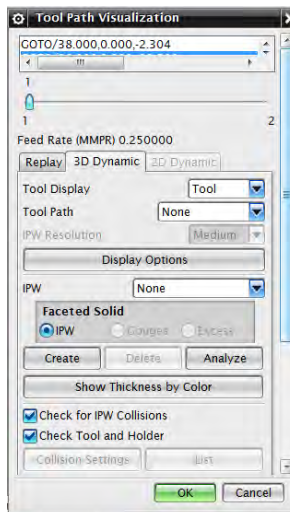 Tool Path Visualization
GOTO/38.000,0.000,-2.304
1
1 2
Feed Rate (MMPR) 0.250000
Replay 3D Dynamic 2D Dynamic
Tool Display Tool
Tool Path None
IPW Resolution Medium
Display Options
IPW None
Faceted Solid
IPW Gouges Excess
Create Delete Analyze
Show Thickness by Color
Check for IPW Collisions
Check Tool and Holder
Collision Settings List
OK Cancel